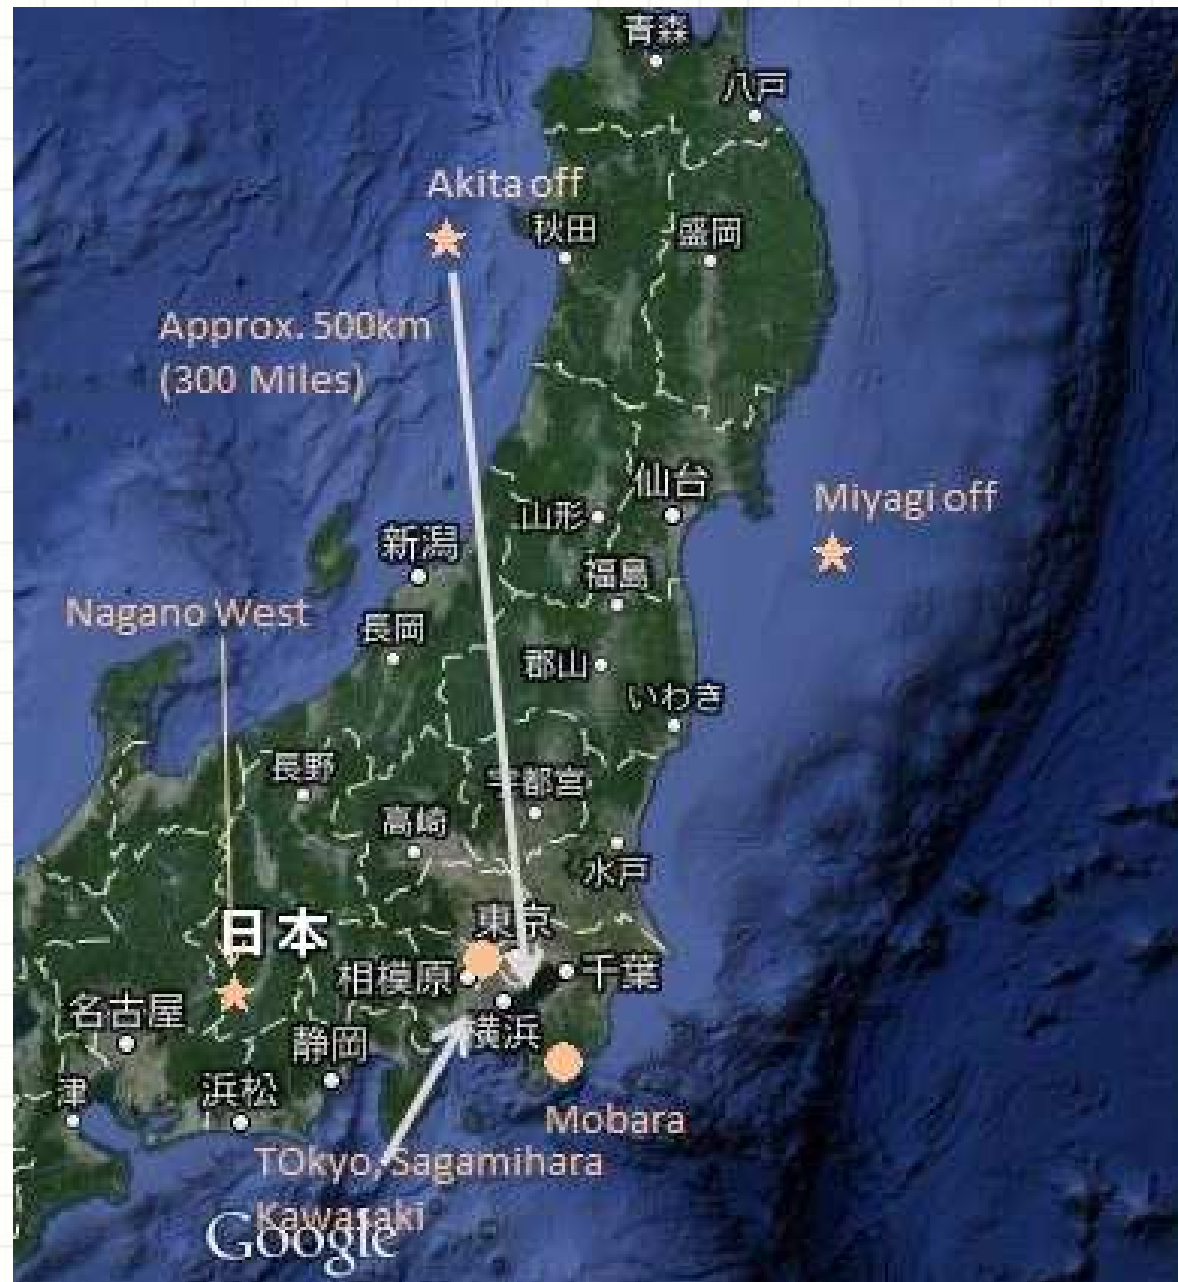 青森
八戸
Akita off
秋田
盛岡
Approx. 500km
(300 Miles)
仙台
Miyagi off
山形
新潟
福島
Nagano West
長岡
郡山
いわき
長野
宇都宮
高崎
水戸
東京
日本
相模原
千葉
名古屋
横浜
静岡
津
浜松
Mobara
TOkyo, Sagamihara
Kawasaki
Google